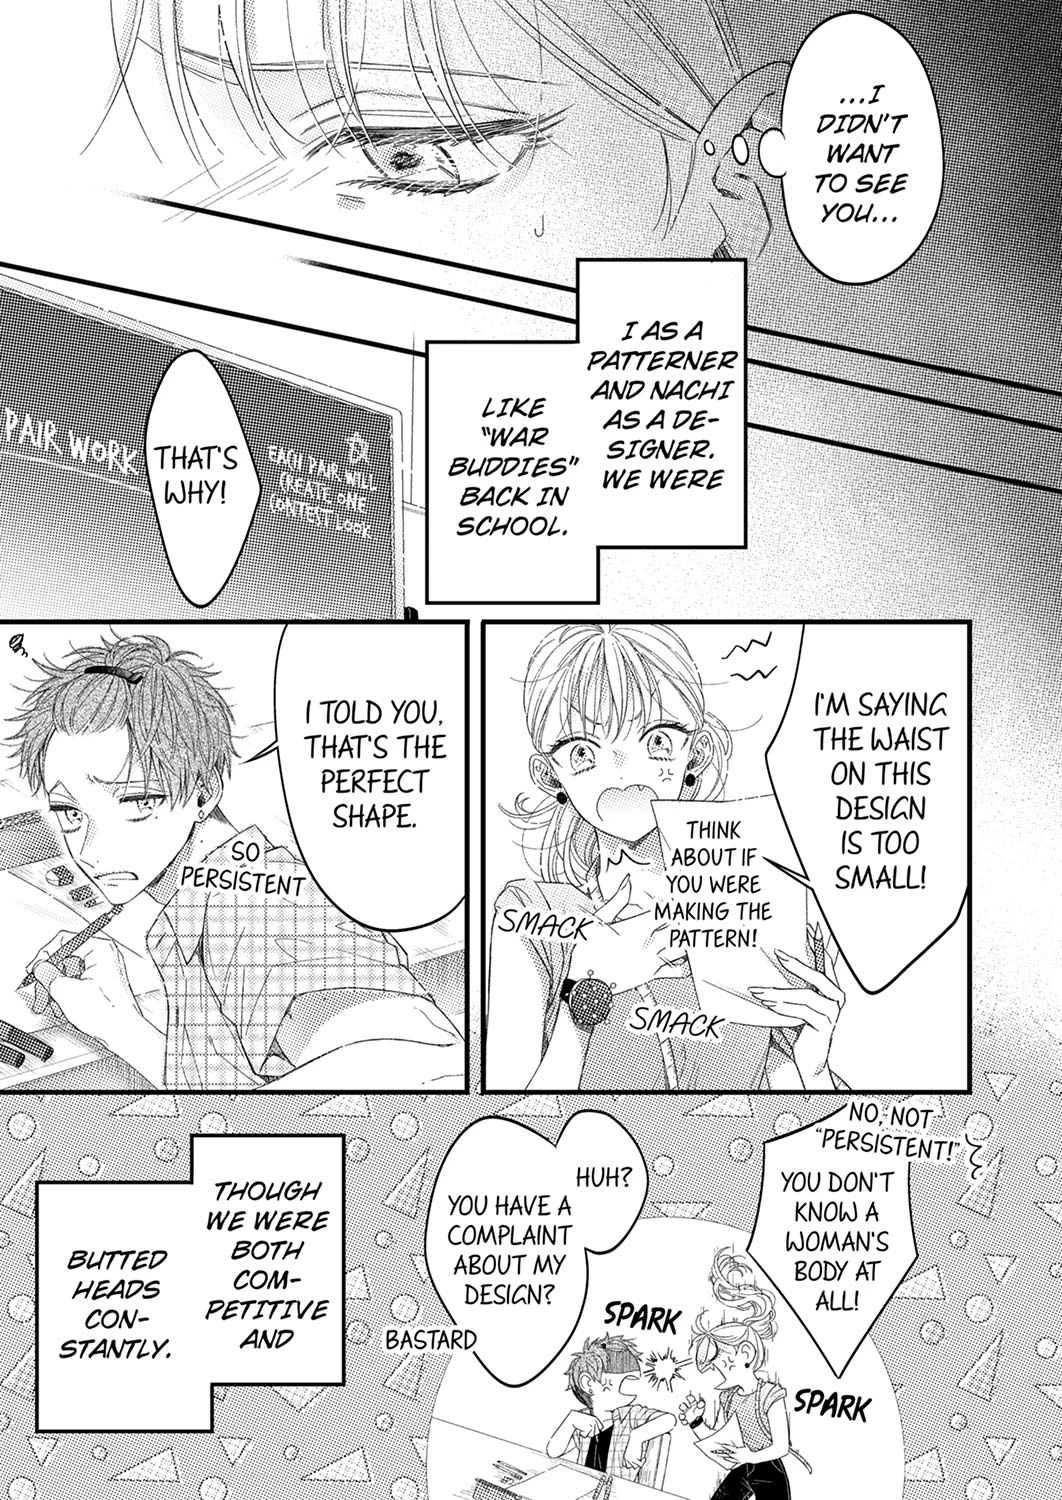 ...I
DIDN'T
WANT
TO SEE
YOU...
I AS A
PATTERNER
AND NACHI
AS A DE-
SIGNER.
WE WERE
LIKE
"WAR
BUDDIES"
BACK IN
SCHOOL.
PAIR WORK
EACH PAIR WILL
CREATE ONE
CONTEST LOOK
THAT'S
WHY!
I'M SAYING
THE WAIST
ON THIS
DESIGN
IS TOO
SMALL!
THINK
ABOUT IF
YOU WERE
MAKING THE
PATTERN!
SMACK
SMACK
I TOLD YOU,
THAT'S THE
PERFECT
SHAPE.
SO
PERSISTENT
NO, NOT
"PERSISTENT!"
YOU DON'T
KNOW A
WOMAN'S
BODY AT
ALL!
HUH?
YOU HAVE A
COMPLAINT
ABOUT MY
DESIGN?
BASTARD
SPARK
SPARK
THOUGH
WE WERE
BOTH
COM-
PETITIVE
AND
BUTTED
HEADS
CON-
STANTLY.